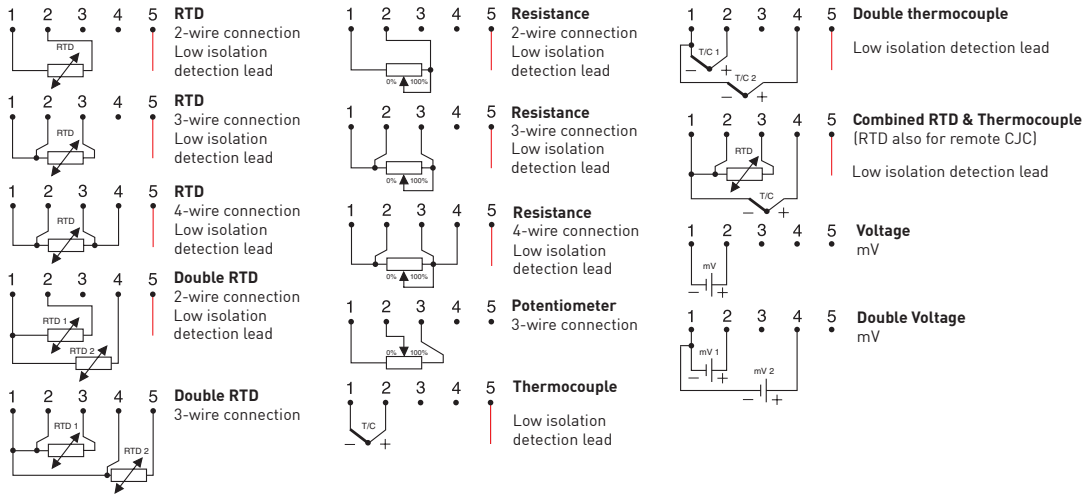 1 2 3 4 5
RTD
2-wire connection
Low isolation
detection lead
RTD
1 2 3 4 5
RTD
3-wire connection
Low isolation
detection lead
RTD
1 2 3 4 5
RTD
4-wire connection
Low isolation
detection lead
RTD
1 2 3 4 5
Double RTD
2-wire connection
Low isolation
detection lead
RTD 1
RTD 2
1 2 3 4 5
Double RTD
3-wire connection
RTD 1
RTD 2
1 2 3 4 5
Resistance
2-wire connection
Low isolation
detection lead
0% 100%
1 2 3 4 5
Resistance
3-wire connection
Low isolation
detection lead
0% 100%
1 2 3 4 5
Resistance
4-wire connection
Low isolation
detection lead
0% 100%
1 2 3 4 5
Potentiometer
3-wire connection
0% 100%
1 2 3 4 5
Thermocouple
Low isolation
detection lead
T/C
– +
1 2 3 4 5
Double thermocouple
Low isolation detection lead
T/C 1
– +
T/C 2
– +
1 2 3 4 5
Combined RTD & Thermocouple
(RTD also for remote CJC)
Low isolation detection lead
RTD
T/C
– +
1 2 3 4 5
Voltage
mV
mV
– +
1 2 3 4 5
Double Voltage
mV
mV 1
– +
mV 2
– +